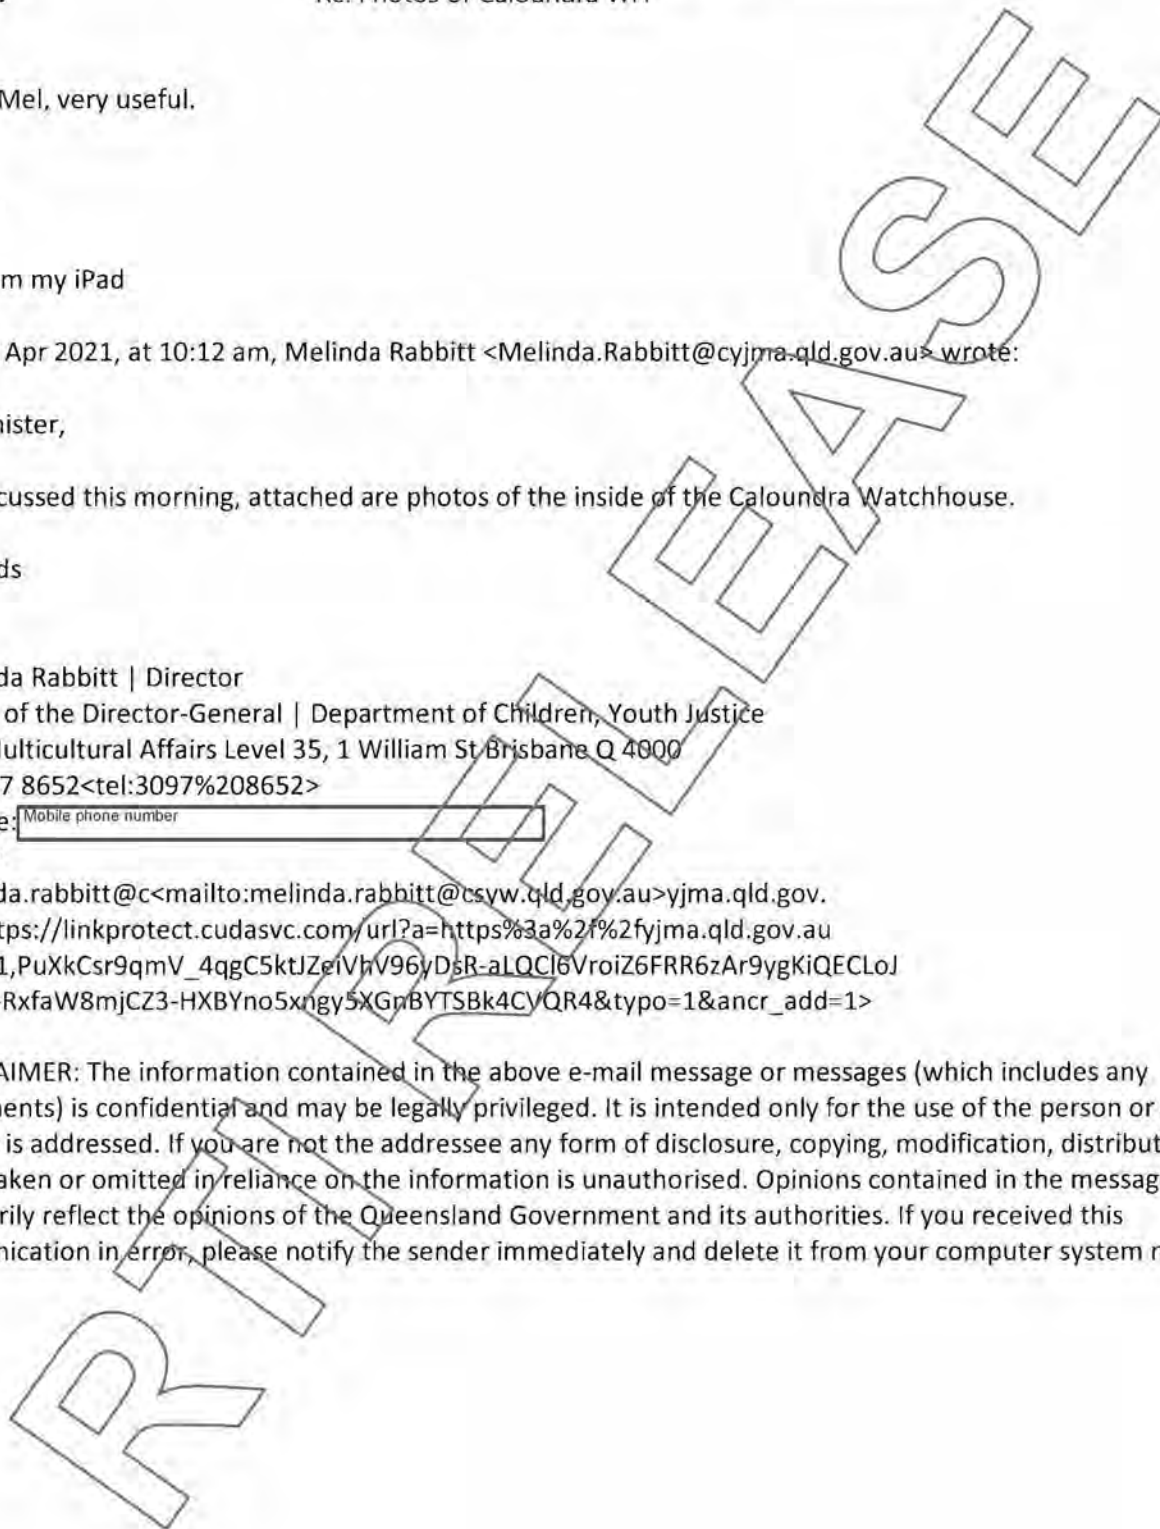 Re: Photos of Caloundra WH
Mel, very useful.
m my iPad
Apr 2021, at 10:12 am, Melinda Rabbitt <Melinda.Rabbitt@cyjma.qld.gov.au> wrote:
nister,
cussed this morning, attached are photos of the inside of the Caloundra Watchhouse.
ds
da Rabbitt | Director
of the Director-General | Department of Children, Youth Justice
Multicultural Affairs Level 35, 1 William St Brisbane Q 4000
7 8652<tel:3097%208652>
e: Mobile phone number
da.rabbitt@c<mailto:melinda.rabbitt@csyw.qld.gov.au>yjma.qld.gov.
tps://linkprotect.cudasvc.com/url?a=https%3a%2f%2fyjma.qld.gov.au
1,PuXkCsr9qmV_4qgC5ktJZeiVhV96yDsR-aLQCl6VroiZ6FRR6zAr9ygKiQECLoJ
-RxfaW8mjCZ3-HXBYno5xngy5XGnBYTSBk4CVQR4&typo=1&ancr_add=1>
AIMER: The information contained in the above e-mail message or messages (which includes any
nents) is confidential and may be legally privileged. It is intended only for the use of the person or
is addressed. If you are not the addressee any form of disclosure, copying, modification, distribut
aken or omitted in reliance on the information is unauthorised. Opinions contained in the messag
rily reflect the opinions of the Queensland Government and its authorities. If you received this
nication in error, please notify the sender immediately and delete it from your computer system
RTI RELEASE